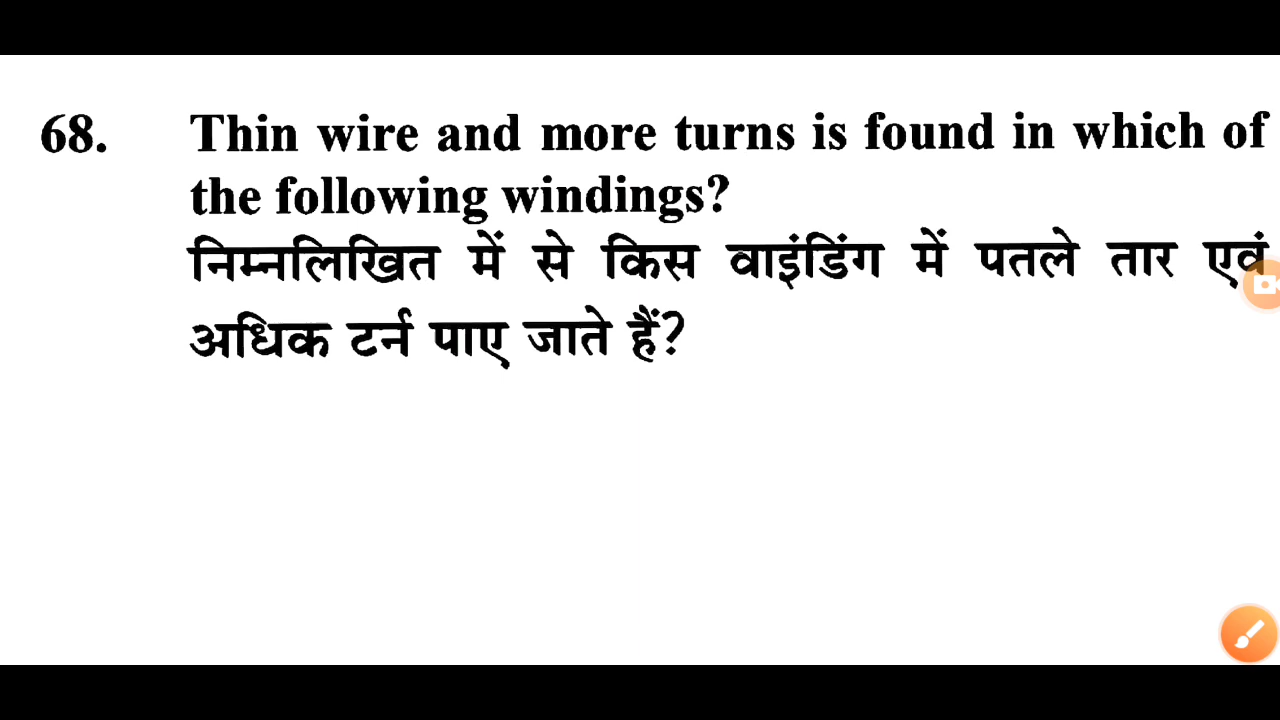 68. Thin wire and more turns is found in which of
the following windings?
निम्नलिखित में से किस वाइंडिंग में पतले तार एवं
अधिक टर्न पाए जाते हैं?